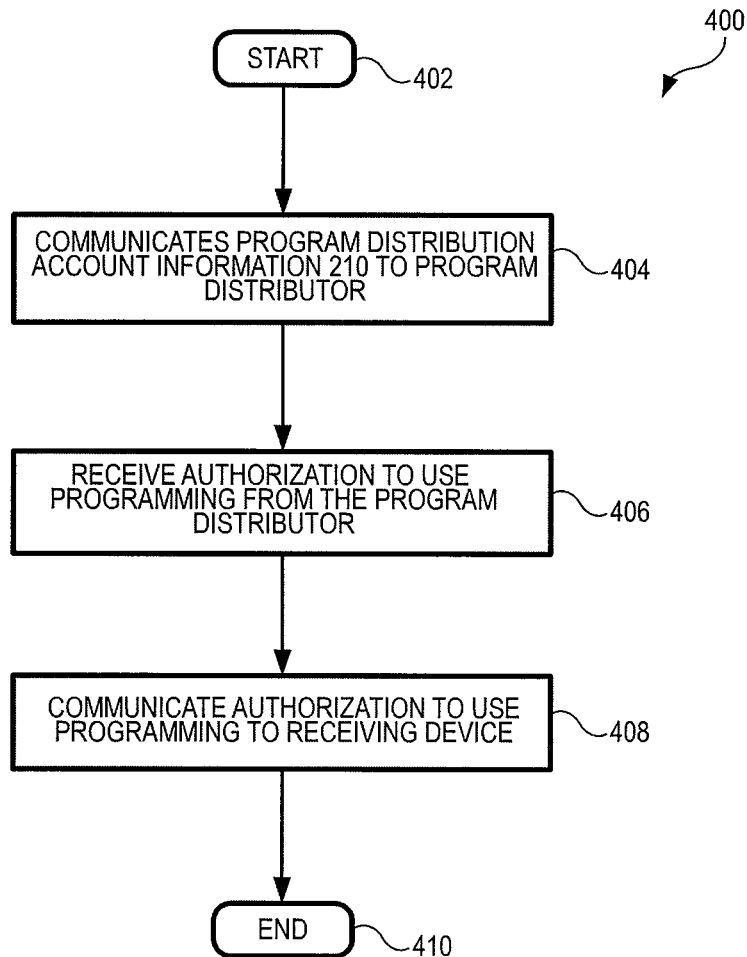 400
START
402
COMMUNICATES PROGRAM DISTRIBUTION
ACCOUNT INFORMATION 210 TO PROGRAM
DISTRIBUTOR
404
RECEIVE AUTHORIZATION TO USE
PROGRAMMING FROM THE PROGRAM
DISTRIBUTOR
406
COMMUNICATE AUTHORIZATION TO USE
PROGRAMMING TO RECEIVING DEVICE
408
END
410